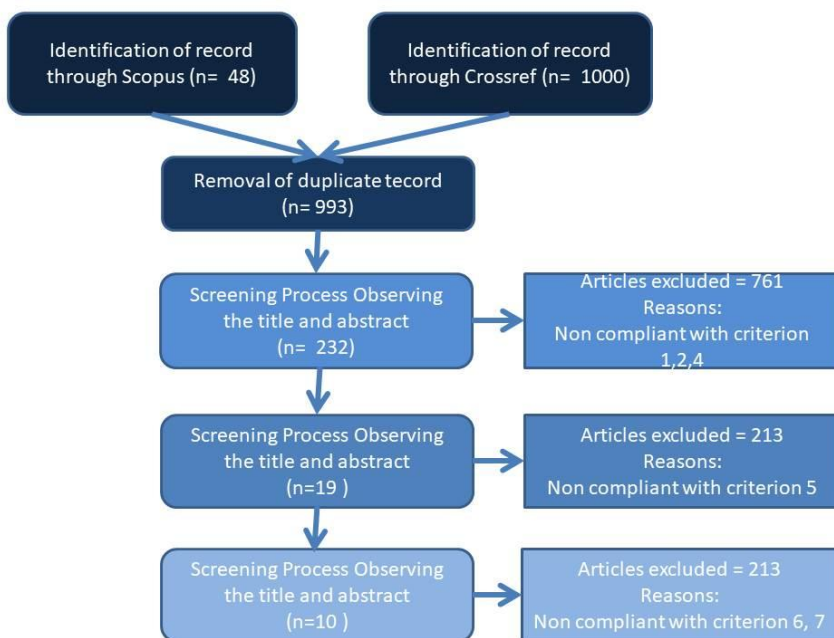 Identification of record
through Scopus (n=  48)
Identification of record
through Crossref (n=  1000)
Removal of duplicate tecord
(n= 993)
Screening Process Observing
the title and abstract
(n=  232)
Articles excluded = 761
Reasons:
Non compliant with criterion
1,2,4
Screening Process Observing
the title and abstract
(n=19 )
Articles excluded = 213
Reasons:
Non compliant with criterion 5
Screening Process Observing
the title and abstract
(n=10 )
Articles excluded = 213
Reasons:
Non compliant with criterion 6, 7